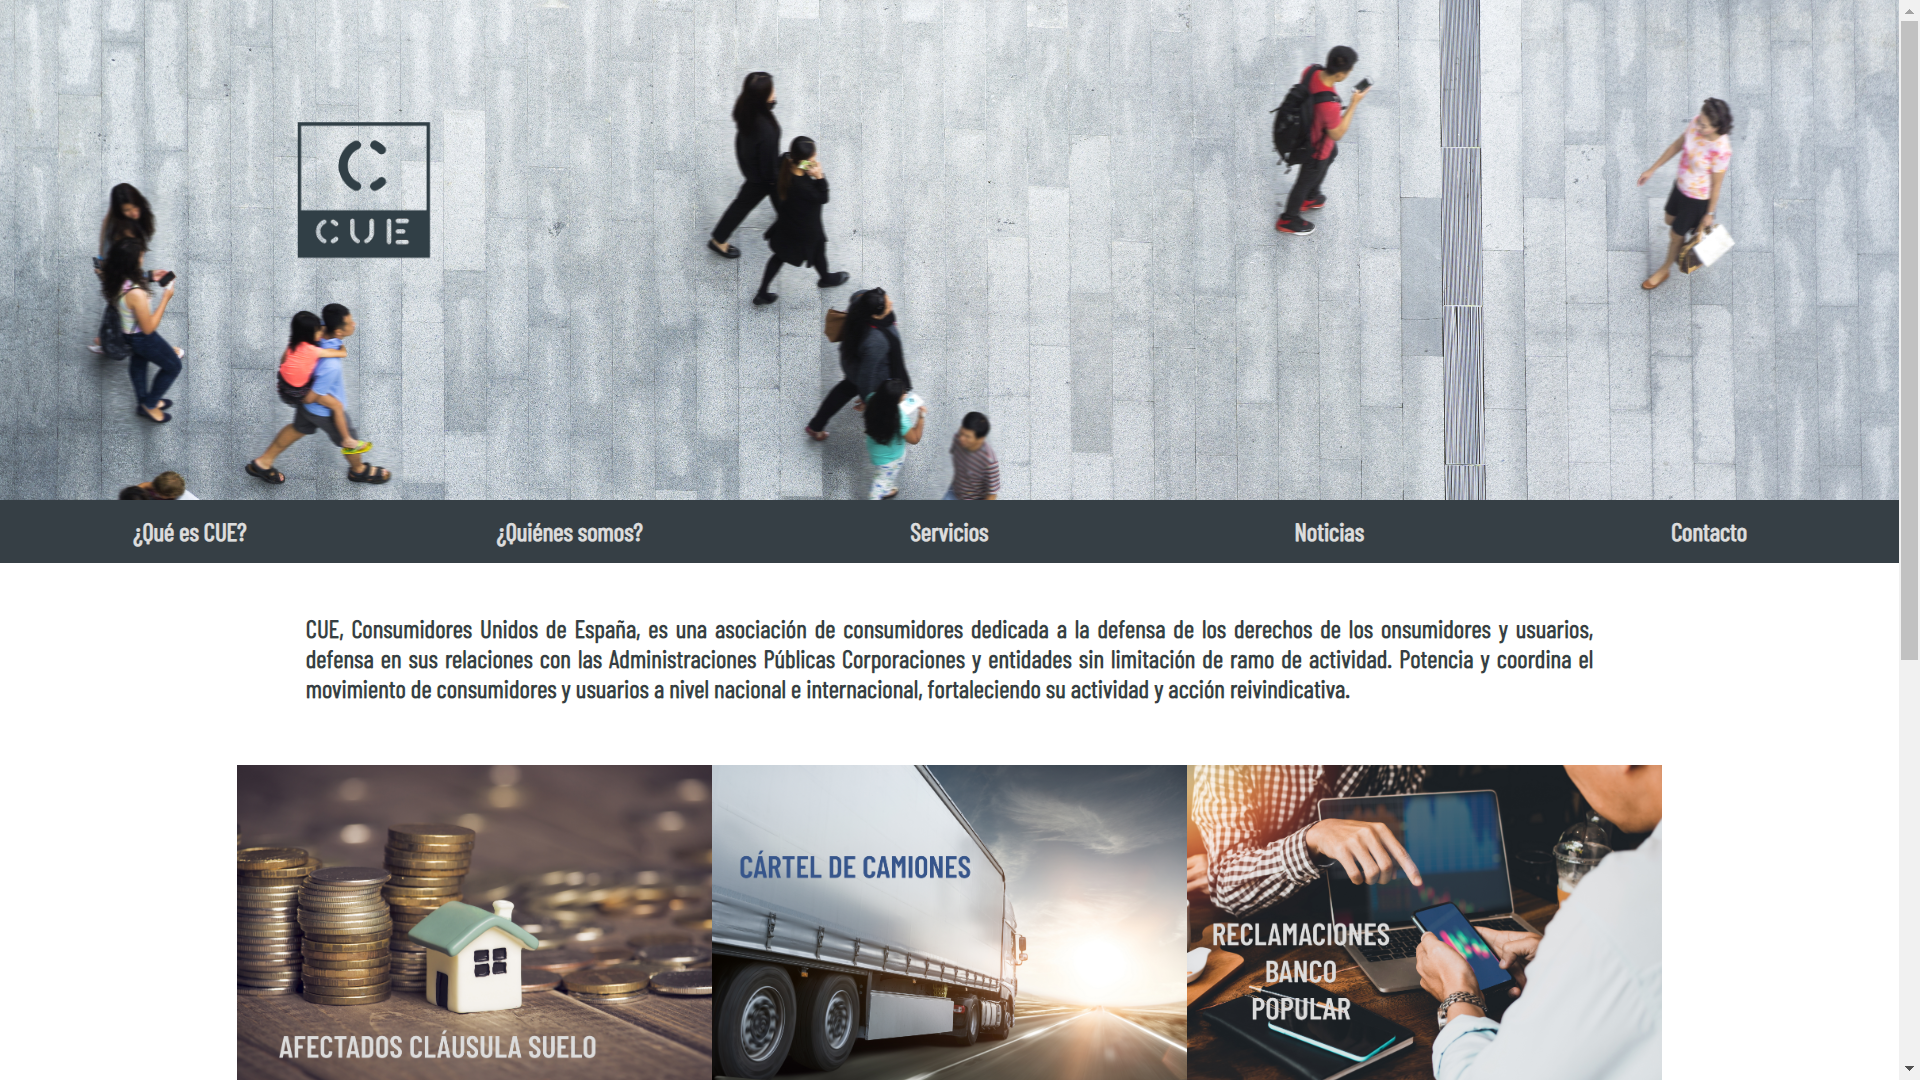 C
CUE
¿Qué es CUE?
¿Quiénes somos?
Servicios
Noticias
Contacto
CUE, Consumidores Unidos de España, es una asociación de consumidores dedicada a la defensa de los derechos de los onsumidores y usuarios,
defensa en sus relaciones con las Administraciones Públicas Corporaciones y entidades sin limitación de ramo de actividad. Potencia y coordina el
movimiento de consumidores y usuarios a nivel nacional e internacional, fortaleciendo su actividad y acción reivindicativa.
AFECTADOS CLÁUSULA SUELO
CÁRTEL DE CAMIONES
RECLAMACIONES
BANCO
POPULAR